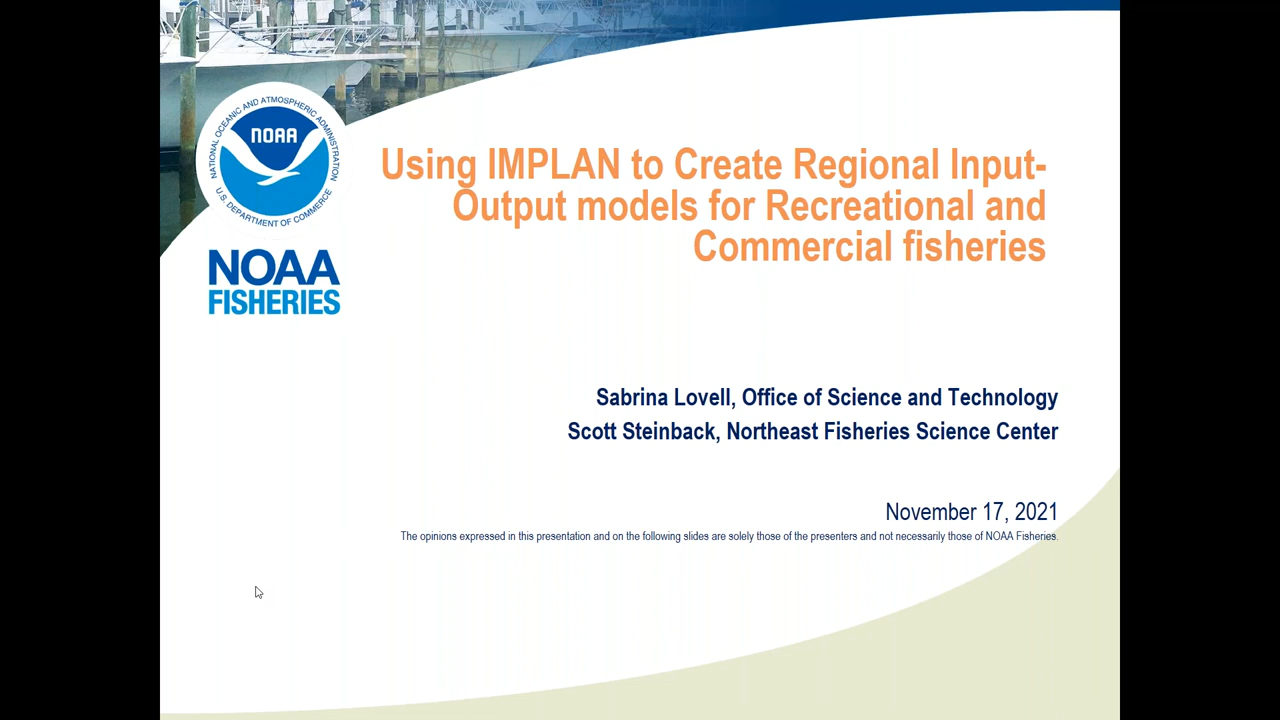 NATIONAL OCEANIC AND ATMOSPHERIC ADMINISTRATION
NOAA
U.S. DEPARTMENT OF COMMERCE
NOAA
FISHERIES
Using IMPLAN to Create Regional Input-
Output models for Recreational and
Commercial fisheries
Sabrina Lovell, Office of Science and Technology
Scott Steinback, Northeast Fisheries Science Center
November 17, 2021
The opinions expressed in this presentation and on the following slides are solely those of the presenters and not necessarily those of NOAA Fisheries.